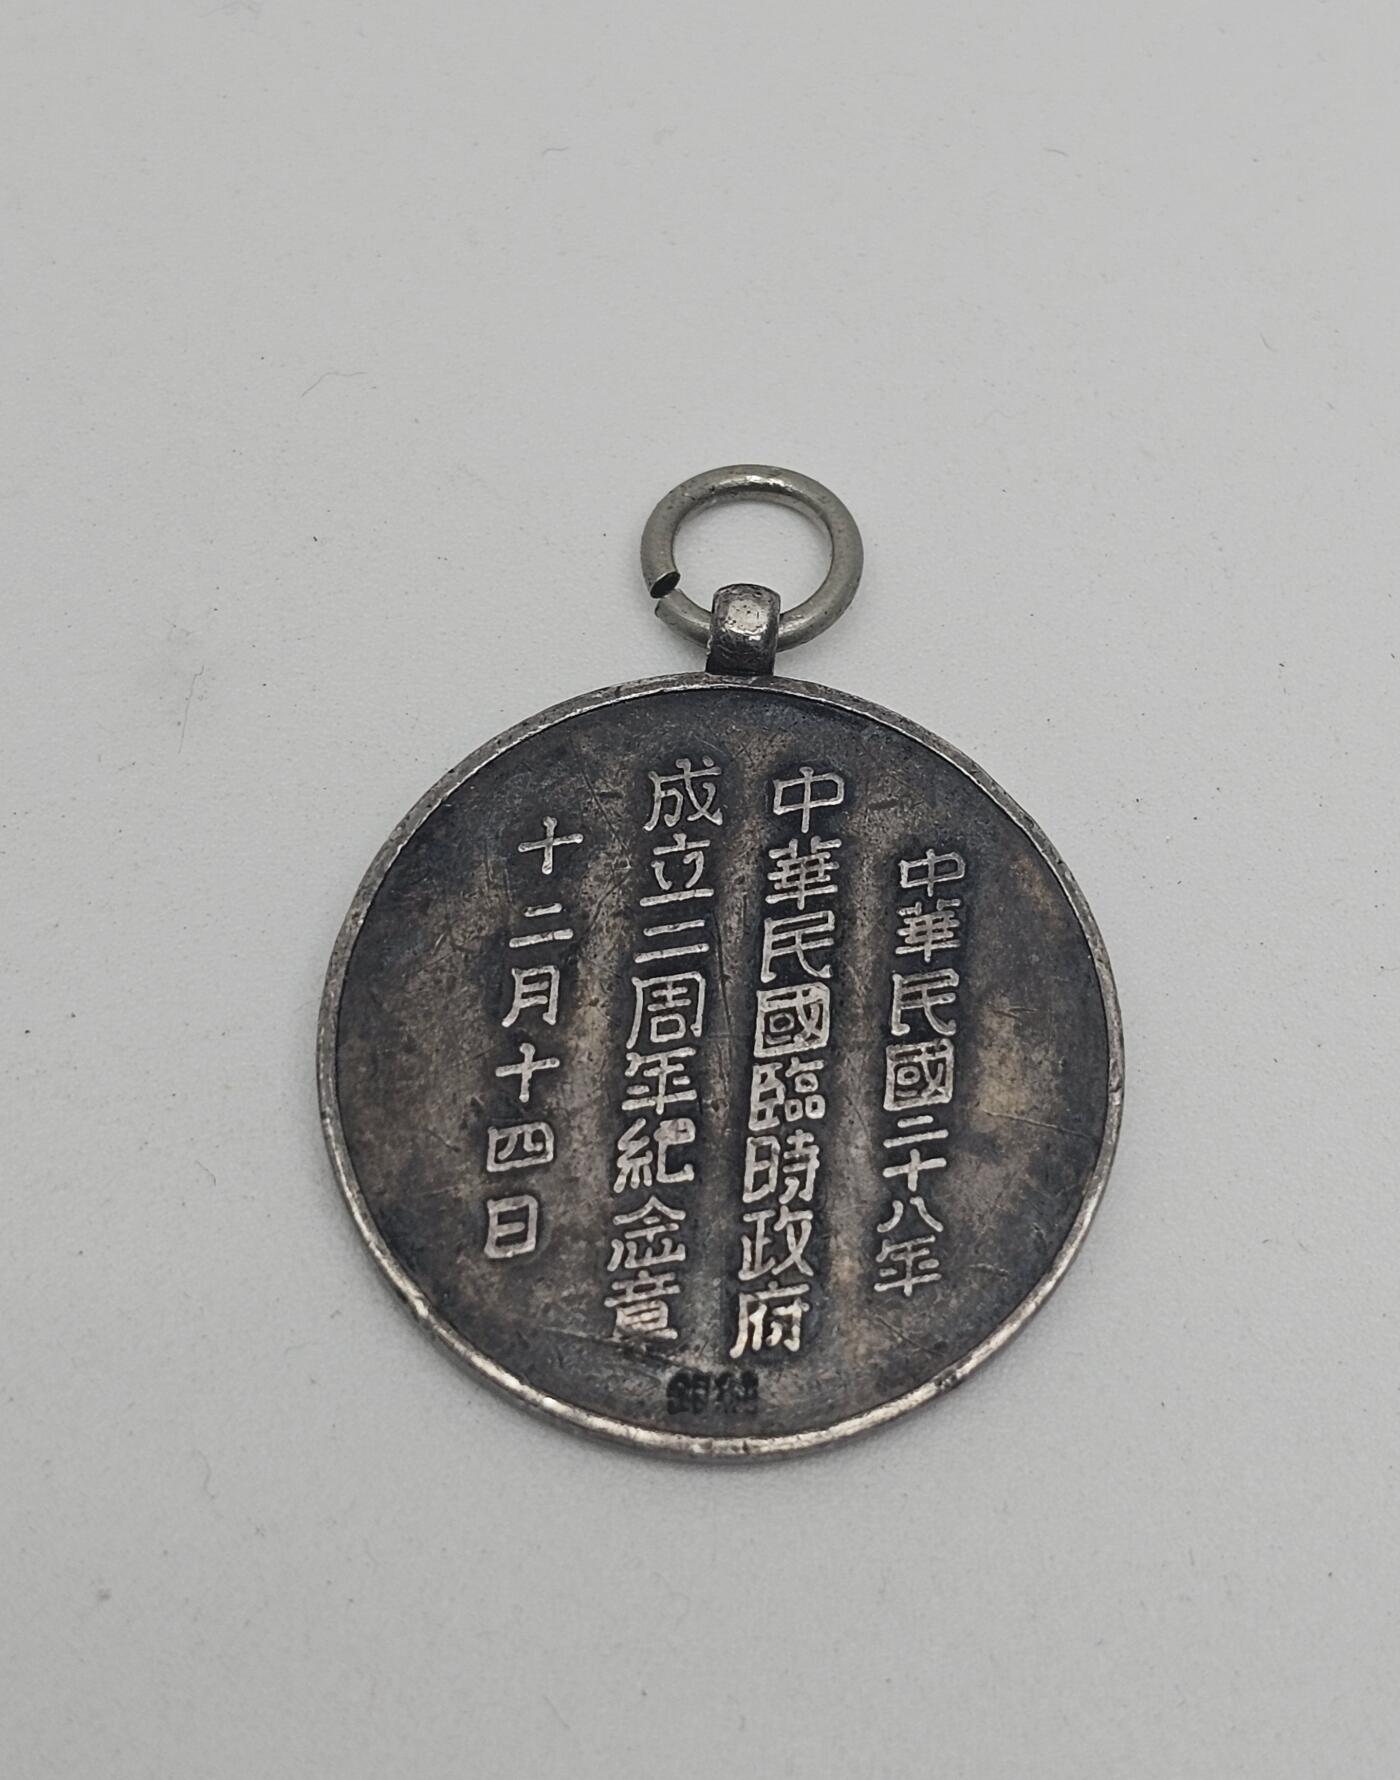 中華民國二十八年
中華民國臨時政府
成立二周年紀念章
十二月十四日